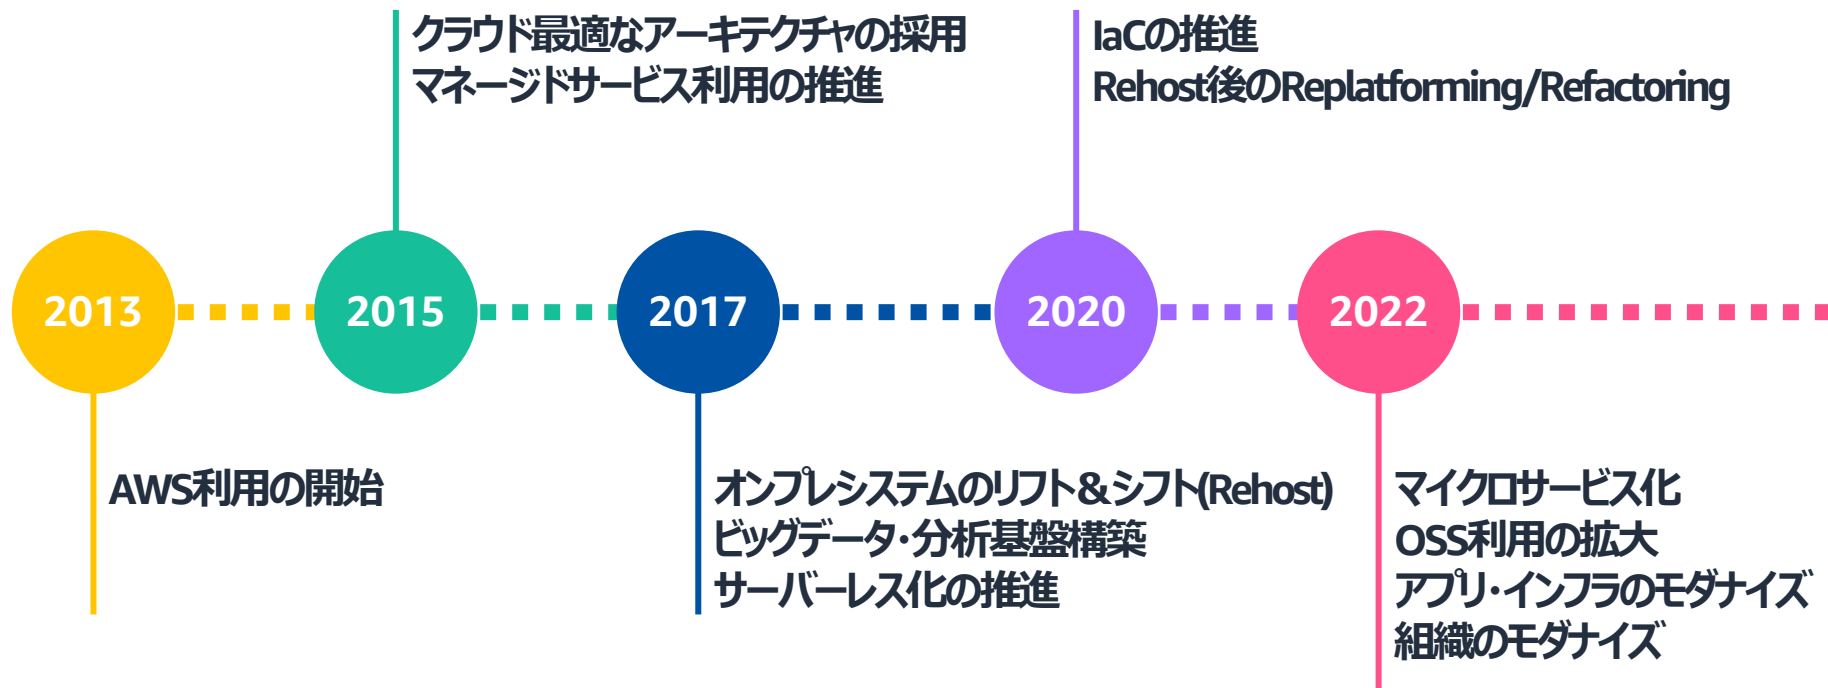 クラウド最適なアーキテクチャの採用
マネージドサービス利用の推進
IaCの推進
Rehost後のReplatforming/Refactoring
2013
2015
2017
2020
2022
AWS利用の開始
オンプレシステムのリフト&シフト(Rehost)
ビッグデータ・分析基盤構築
サーバーレス化の推進
マイクロサービス化
OSS利用の拡大
アプリ・インフラのモダナイズ
組織のモダナイズ